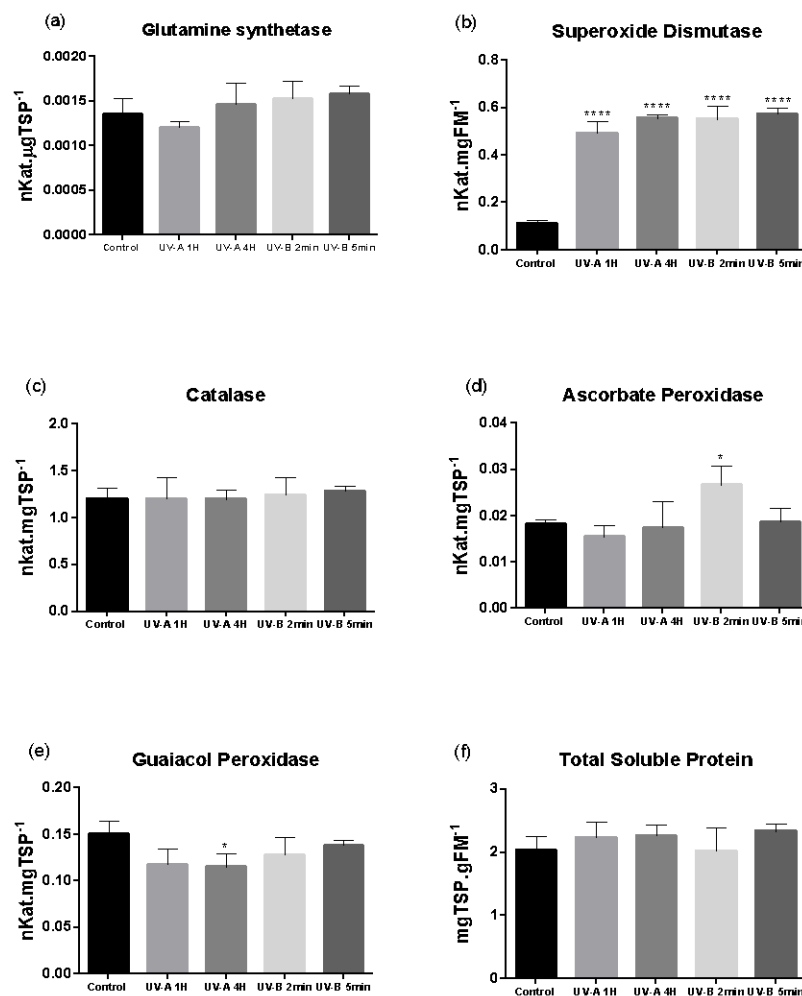 (a)
Glutamine synthetase
nKat.µgTSP⁻¹
0.0020
0.0015
0.0010
0.0005
0.0000
Control UV-A 1H UV-A 4H UV-B 2min UV-B 5min
(b)
Superoxide Dismutase
nKat.mgFM⁻¹
0.8
0.6
0.4
0.2
0.0
**** **** **** ****
Control UV-A 1H UV-A 4H UV-B 2min UV-B 5min
(c)
Catalase
nkat.mgTSP⁻¹
2.0
1.5
1.0
0.5
0.0
Control UV-A 1H UV-A 4H UV-B 2min UV-B 5min
(d)
Ascorbate Peroxidase
nKat.mgTSP⁻¹
0.04
0.03
0.02
0.01
0.00
*
Control UV-A 1H UV-A 4H UV-B 2min UV-B 5min
(e)
Guaiacol Peroxidase
nKat.mgTSP⁻¹
0.20
0.15
0.10
0.05
0.00
*
Control UV-A 1H UV-A 4H UV-B 2min UV-B 5min
(f)
Total Soluble Protein
mgTSP.gFM⁻¹
3
2
1
0
Control UV-A 1H UV-A 4H UV-B 2min UV-B 5min